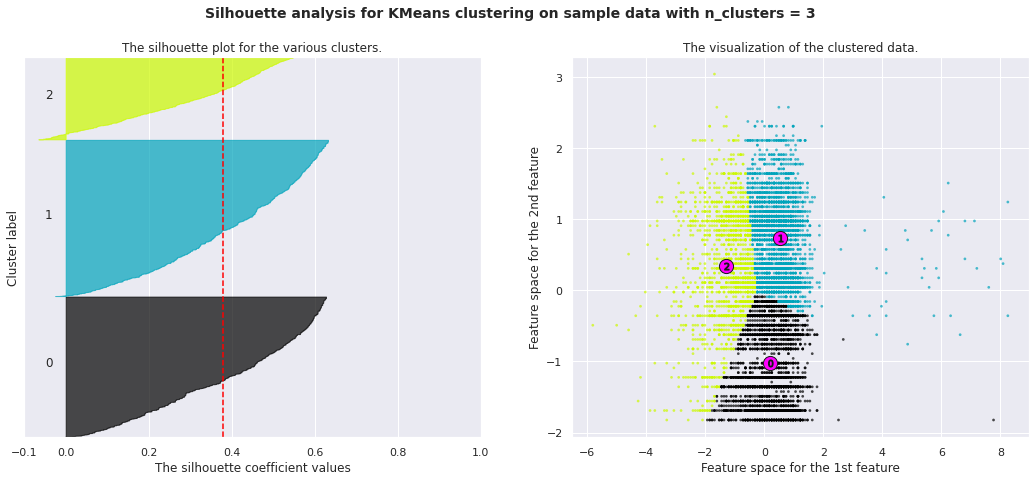 Silhouette analysis for KMeans clustering on sample data with n_clusters = 3
The silhouette plot for the various clusters.
Cluster label
2
1
0
−0.1 0.0 0.2 0.4 0.6 0.8 1.0
The silhouette coefficient values
The visualization of the clustered data.
Feature space for the 2nd feature
3
2
1
0
−1
−2
1
2
0
−6 −4 −2 0 2 4 6 8
Feature space for the 1st feature